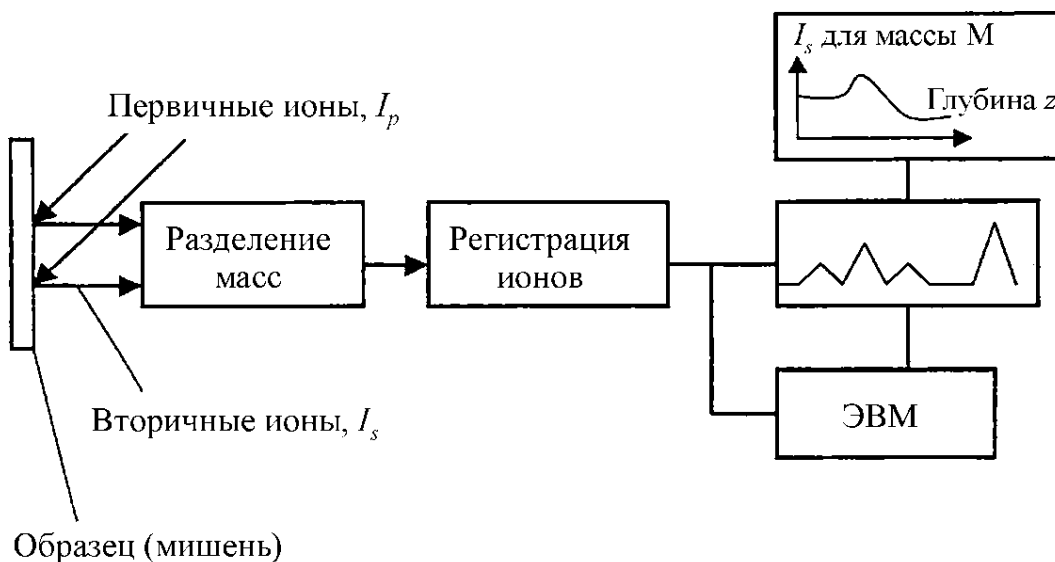 I_s для массы М
Глубина z
Первичные ионы, I_p
Разделение
масс
Регистрация
ионов
Вторичные ионы, I_s
ЭВМ
Образец (мишень)